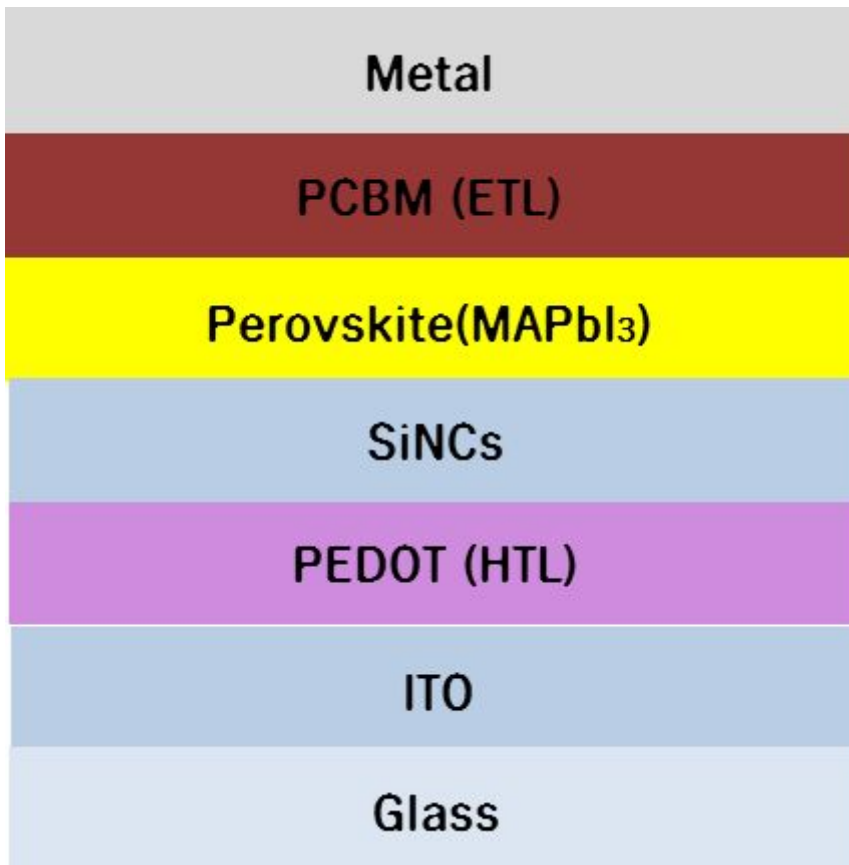 Metal
PCBM (ETL)
Perovskite(MAPbI₃)
SiNCs
PEDOT (HTL)
ITO
Glass